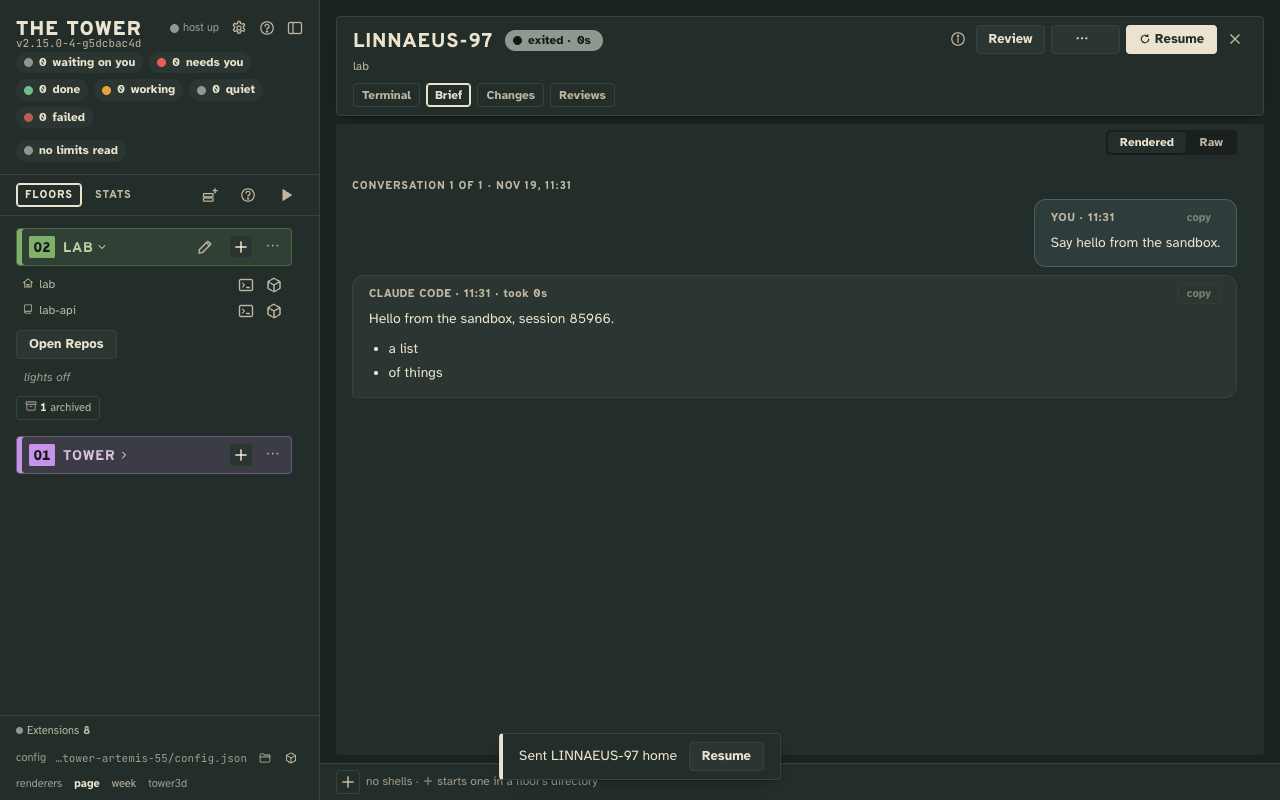 THE TOWER
host up
v2.15.0-4-g5dcbac4d
0 waiting on you
0 needs you
0 done
0 working
0 quiet
0 failed
no limits read
FLOORS
STATS
02 LAB
lab
lab-api
Open Repos
lights off
1 archived
01 TOWER
Extensions 8
config …tower-artemis-55/config.json
renderers page week tower3d
LINNAEUS-97
exited · 0s
Review
...
Resume
lab
Terminal
Brief
Changes
Reviews
Rendered
Raw
CONVERSATION 1 OF 1 · NOV 19, 11:31
YOU · 11:31
copy
Say hello from the sandbox.
CLAUDE CODE · 11:31 · took 0s
copy
Hello from the sandbox, session 85966.
• a list
• of things
Sent LINNAEUS-97 home
Resume
no shells · + starts one in a floor's directory